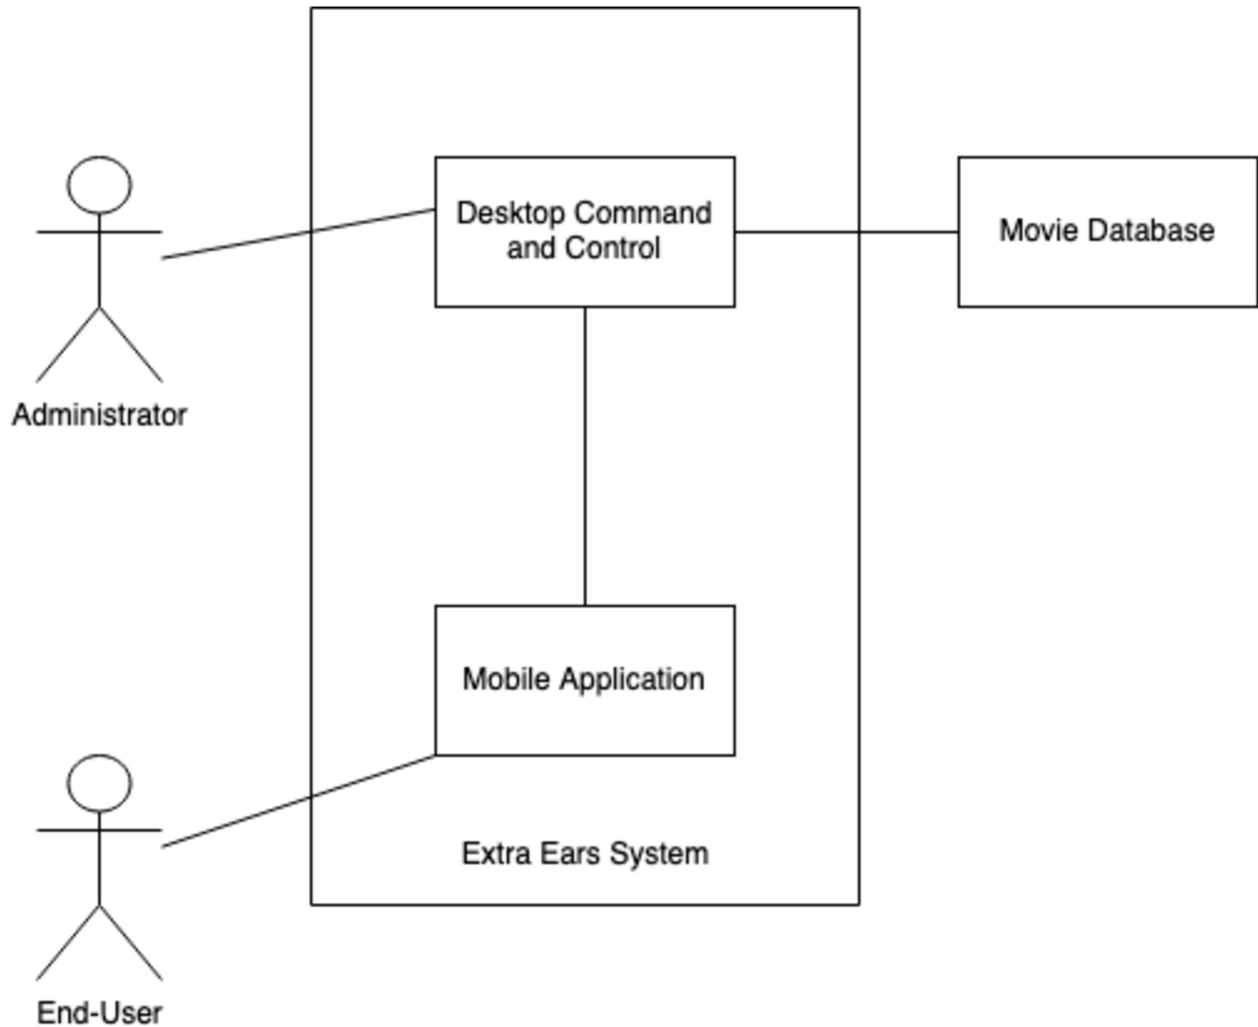 Desktop Command
and Control
Movie Database
Administrator
Mobile Application
Extra Ears System
End-User